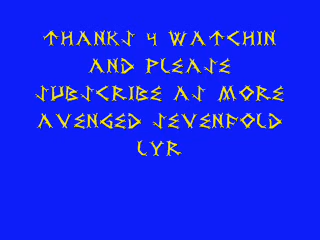 THANKS 4 WATCHIN
AND PLEASE
SUBSCRIBE AS MORE
AVENGED SEVENFOLD
LYR